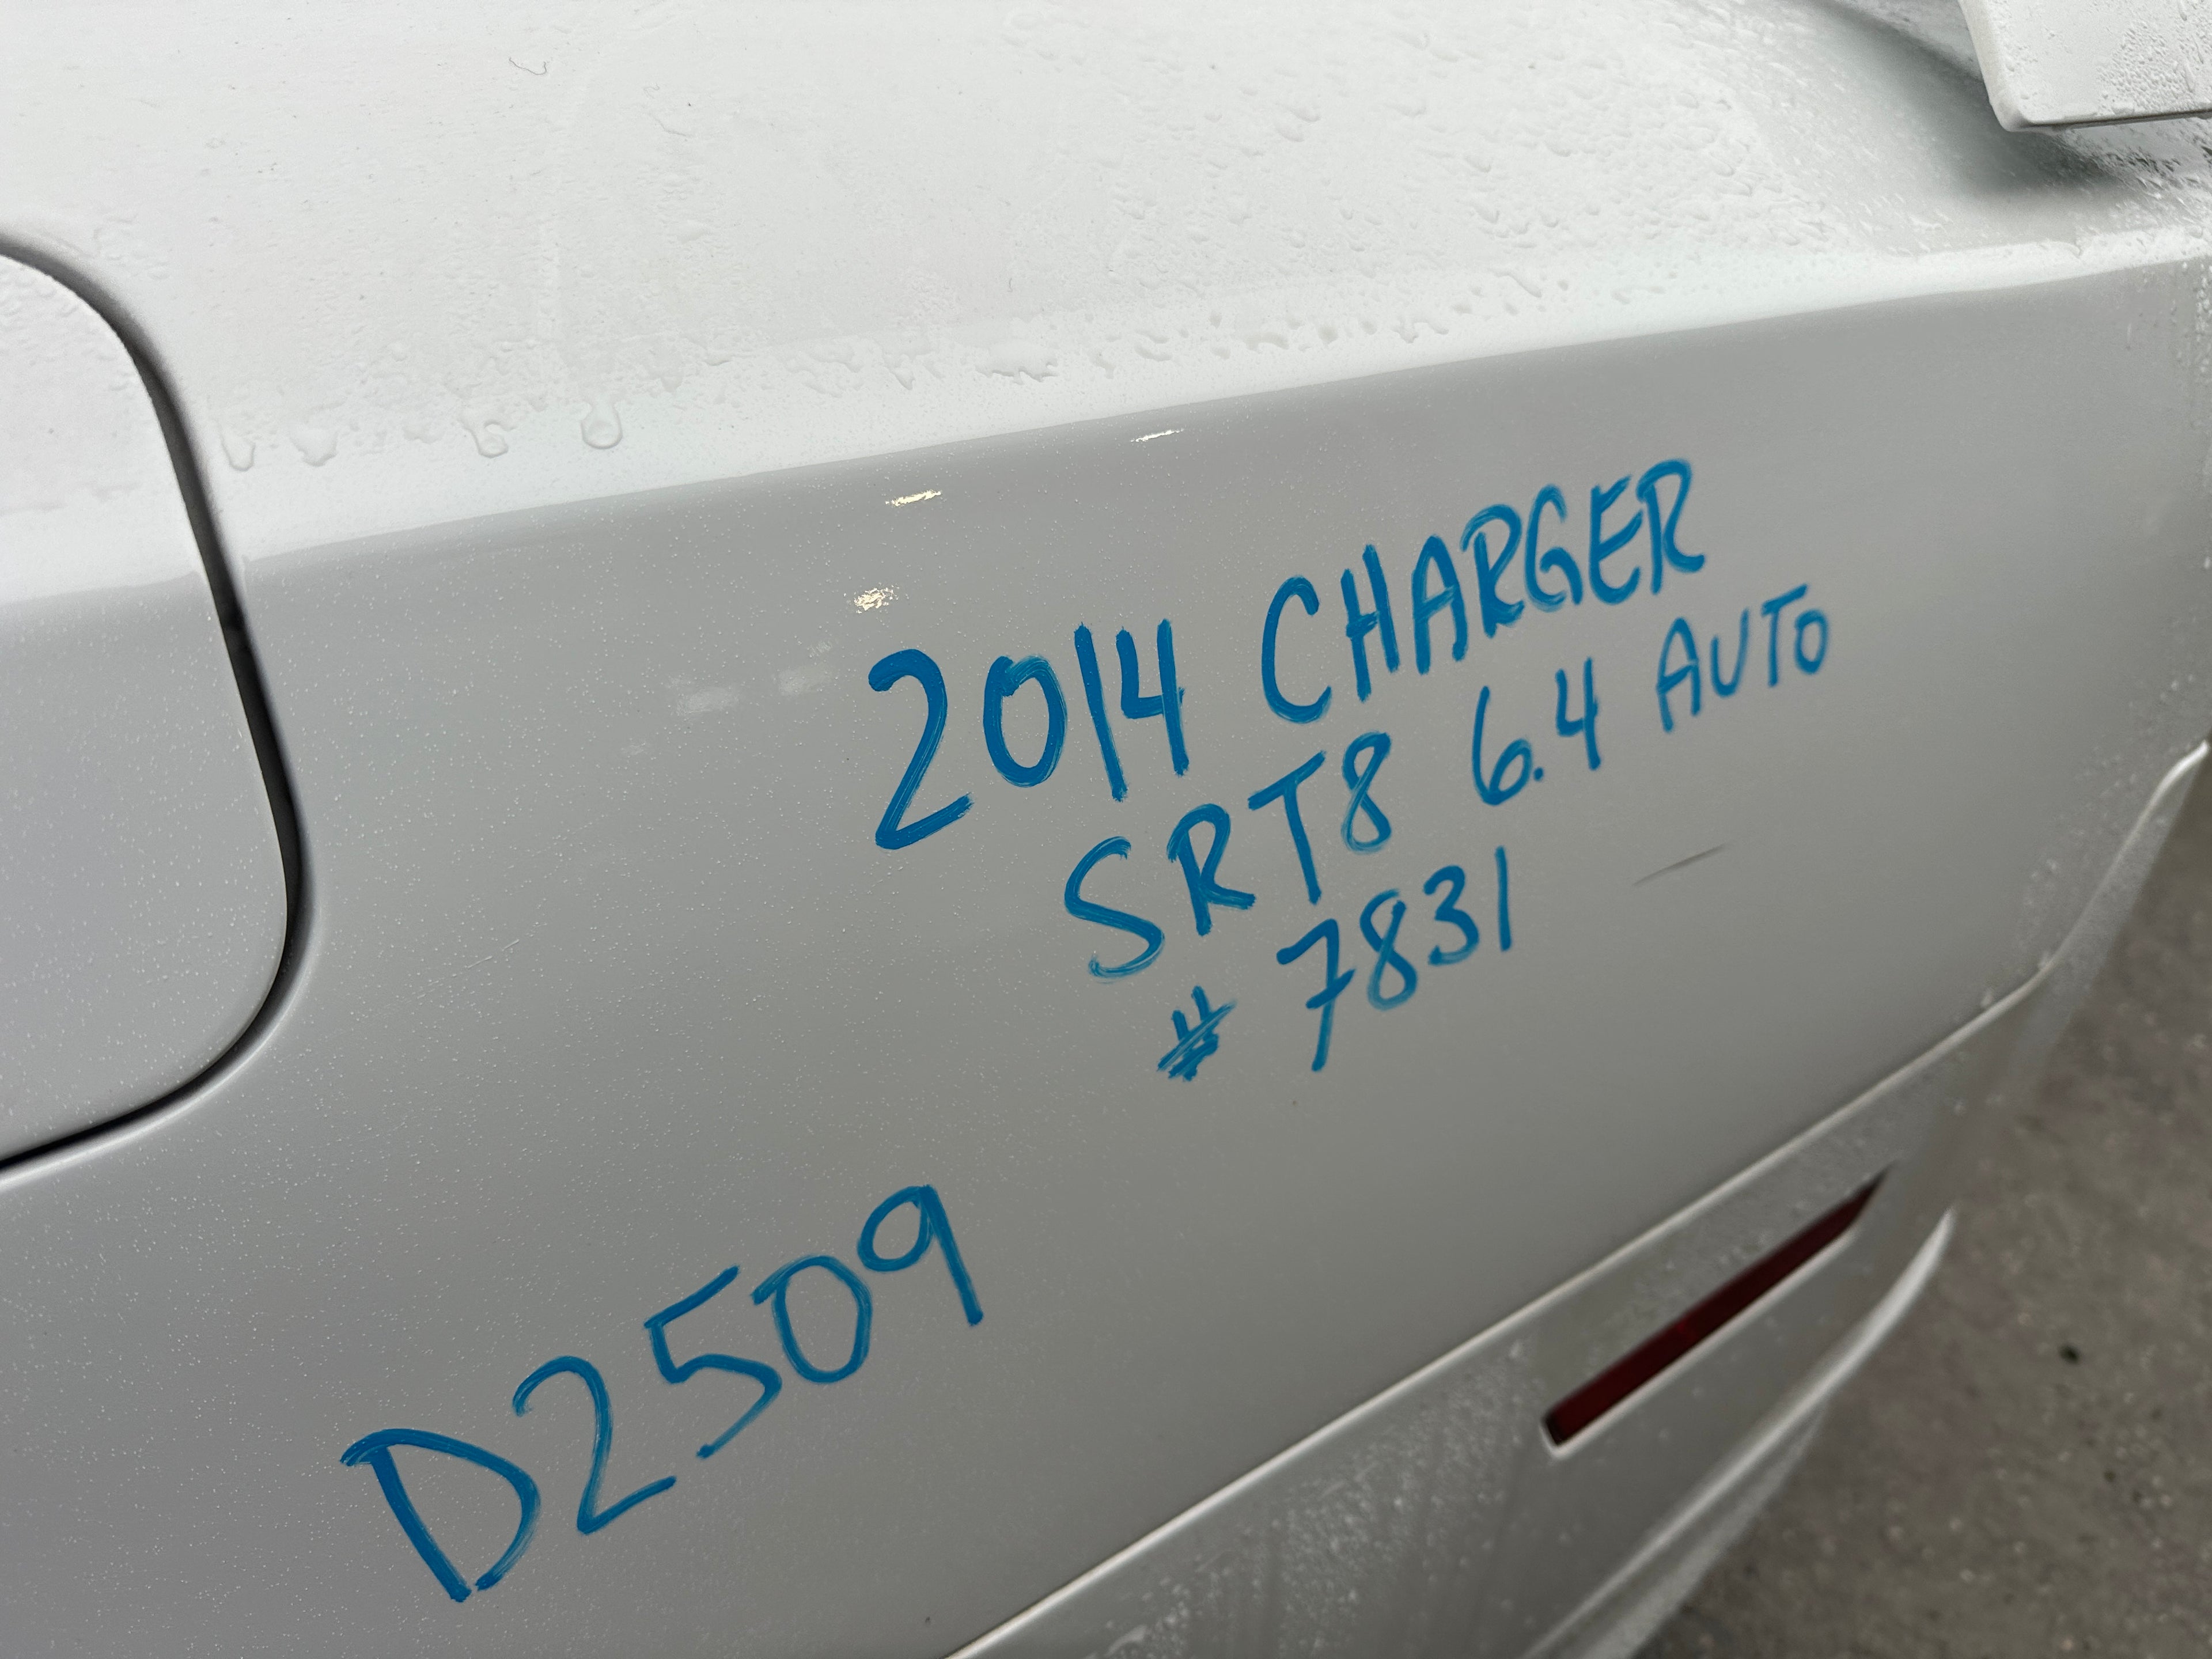 2014 CHARGER
SRT8 6.4 AUTO
# 7831
D2509